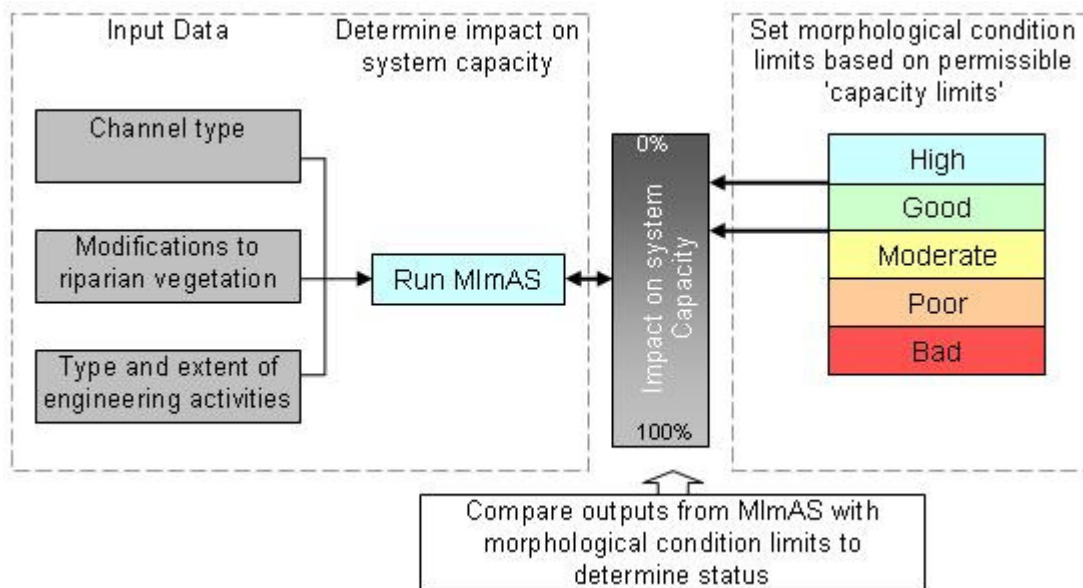 Input Data
Determine impact on
system capacity
Channel type
Modifications to
riparian vegetation
Type and extent of
engineering activities
Run MImAS
0%
Impact on system
Capacity
100%
Set morphological condition
limits based on permissible
'capacity limits'
High
Good
Moderate
Poor
Bad
Compare outputs from MImAS with
morphological condition limits to
determine status